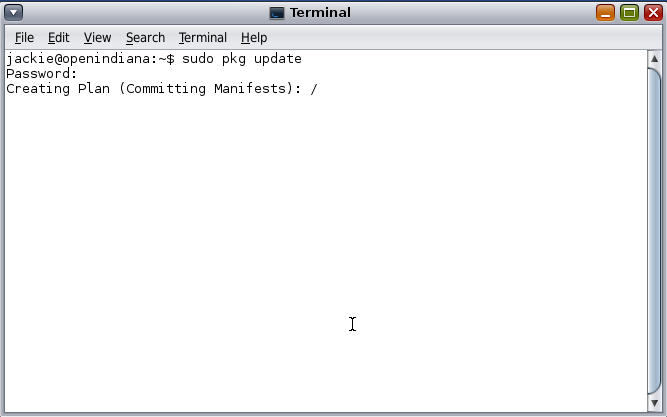 Terminal
File Edit View Search Terminal Help
jackie@openindiana:~$ sudo pkg update
Password:
Creating Plan (Committing Manifests): /